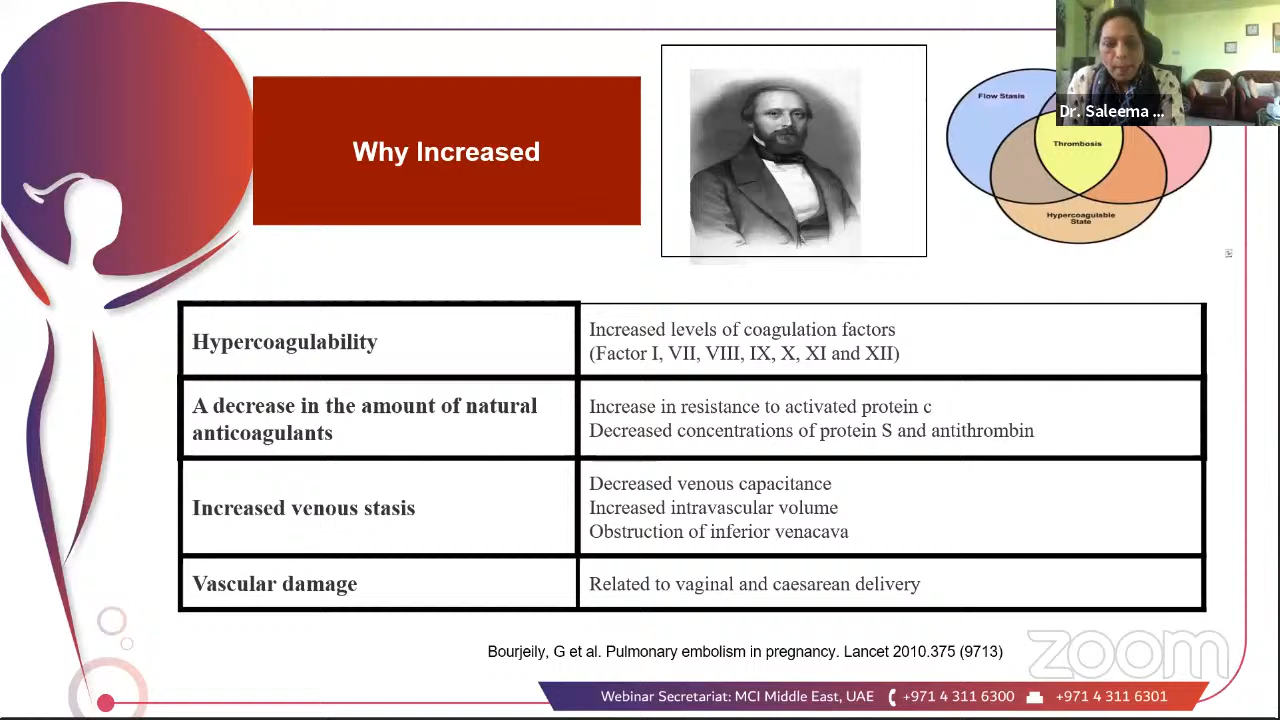 Why Increased
Flow Stasis
Thrombosis
Hypercoagulable
State
Dr. Saleema ...
Hypercoagulability
Increased levels of coagulation factors
(Factor I, VII, VIII, IX, X, XI and XII)
A decrease in the amount of natural
anticoagulants
Increase in resistance to activated protein c
Decreased concentrations of protein S and antithrombin
Increased venous stasis
Decreased venous capacitance
Increased intravascular volume
Obstruction of inferior venacava
Vascular damage
Related to vaginal and caesarean delivery
Bourjeily, G et al. Pulmonary embolism in pregnancy. Lancet 2010.375 (9713)
zoom
Webinar Secretariat: MCI Middle East, UAE +971 4 311 6300 +971 4 311 6301